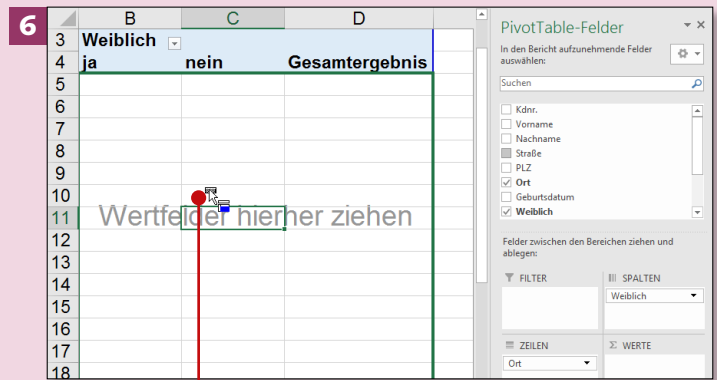 6
B C D
3 Weiblich
4 ja nein Gesamtergebnis
5
6
7
8
9
10
11 Wertfelder hierher ziehen
12
13
14
15
16
17
18
PivotTable-Felder
In den Bericht aufzunehmende Felder
auswählen:
Suchen
Kdnr.
Vorname
Nachname
Straße
PLZ
Ort
Geburtsdatum
Weiblich
Felder zwischen den Bereichen ziehen und
ablegen:
FILTER
SPALTEN
Weiblich
ZEILEN
Σ WERTE
Ort